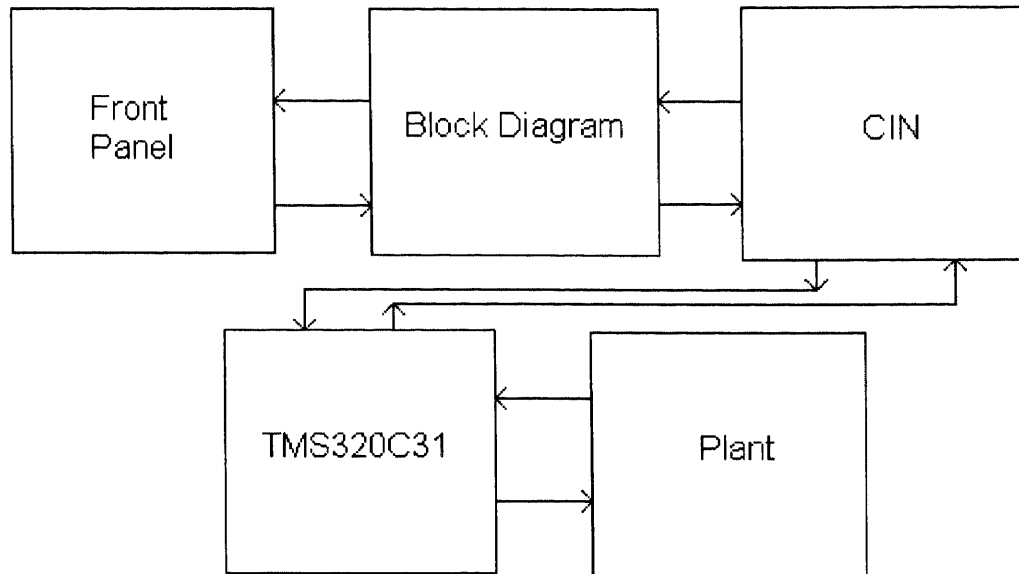 Front
Panel
Block Diagram
CIN
TMS320C31
Plant